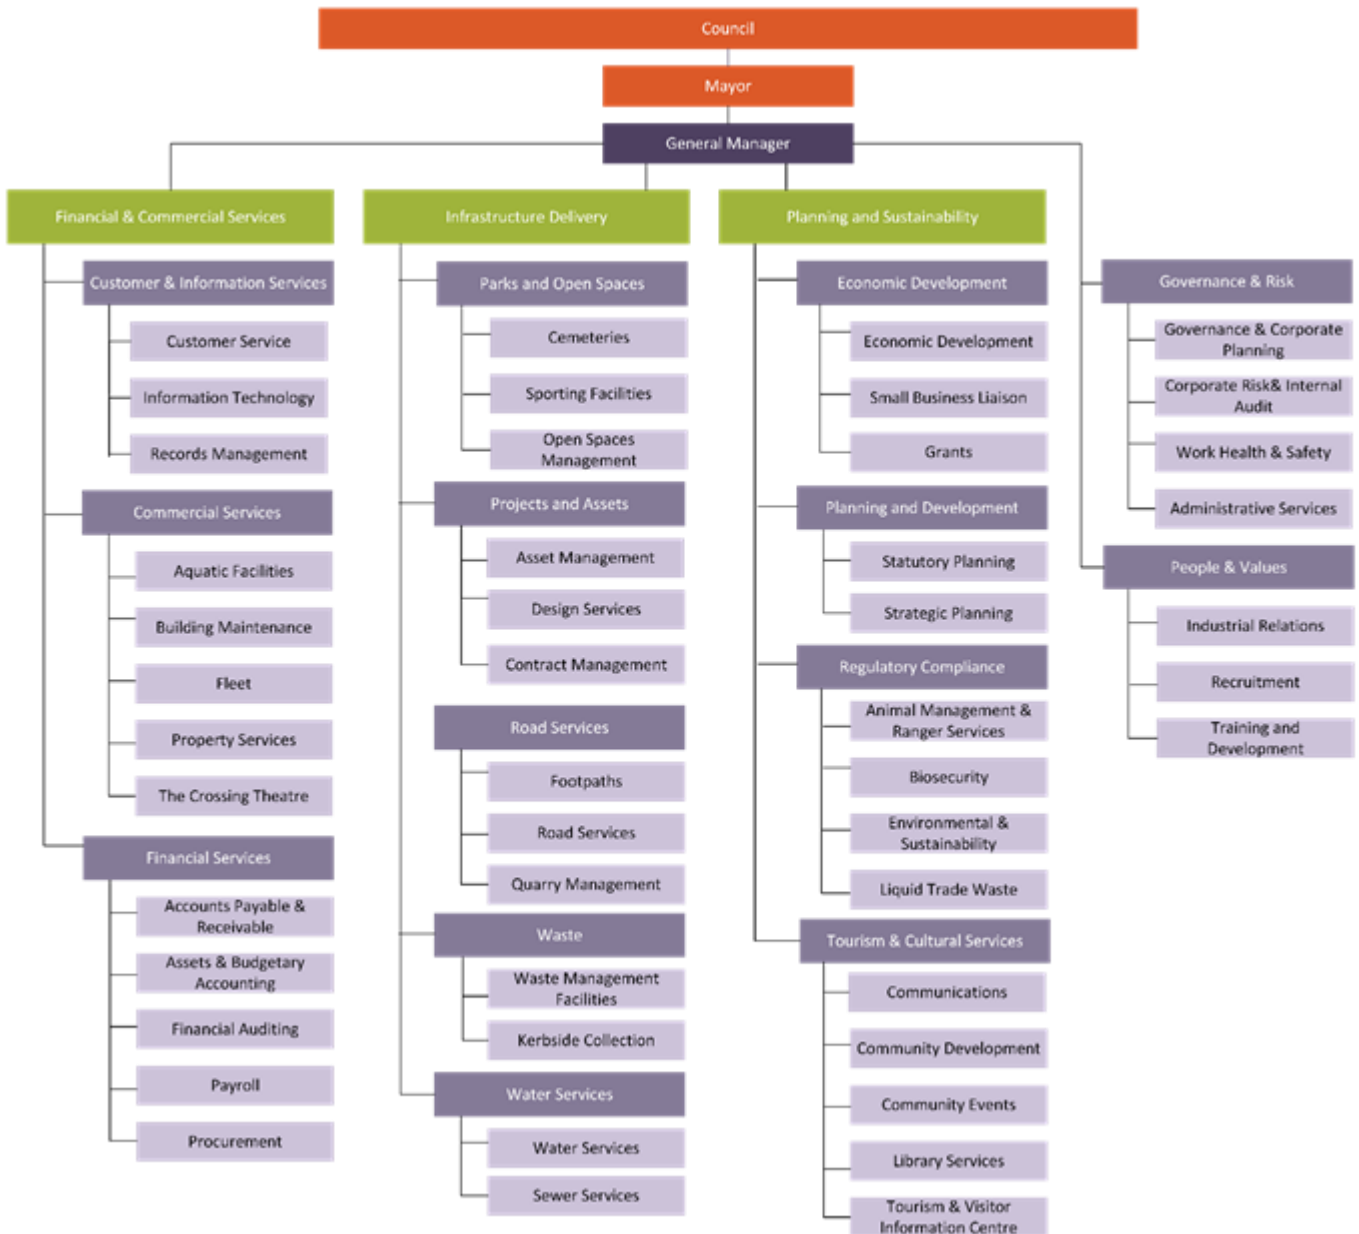 Council
Mayor
General Manager
Financial & Commercial Services
Customer & Information Services
Customer Service
Information Technology
Records Management
Commercial Services
Aquatic Facilities
Building Maintenance
Fleet
Property Services
The Crossing Theatre
Financial Services
Accounts Payable &
Receivable
Assets & Budgetary
Accounting
Financial Auditing
Payroll
Procurement
Infrastructure Delivery
Parks and Open Spaces
Cemeteries
Sporting Facilities
Open Spaces
Management
Projects and Assets
Asset Management
Design Services
Contract Management
Road Services
Footpaths
Road Services
Quarry Management
Waste
Waste Management
Facilities
Kerbside Collection
Water Services
Water Services
Sewer Services
Planning and Sustainability
Economic Development
Economic Development
Small Business Liaison
Grants
Planning and Development
Statutory Planning
Strategic Planning
Regulatory Compliance
Animal Management &
Ranger Services
Biosecurity
Environmental &
Sustainability
Liquid Trade Waste
Tourism & Cultural Services
Communications
Community Development
Community Events
Library Services
Tourism & Visitor
Information Centre
Governance & Risk
Governance & Corporate
Planning
Corporate Risk& Internal
Audit
Work Health & Safety
Administrative Services
People & Values
Industrial Relations
Recruitment
Training and
Development